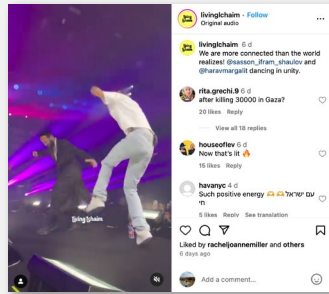 livinglchaim • Follow
Original audio
livinglchaim 6 d
We are more connected than the world
realizes! @sasson_ifram_shaulov and
@haravmargalit dancing in unity.
rita.grechi.9 6 d
after killing 30000 in Gaza?
20 likes Reply
View all 18 replies
houseoflev 6 d
Now that's lit 🔥
15 likes Reply
havanyc 4 d
Such positive energy 🫶🫶 עם ישראל
חי
5 likes Reply See translation
Liked by racheljoannemiller and others
6 days ago
Add a comment...
living lchaim